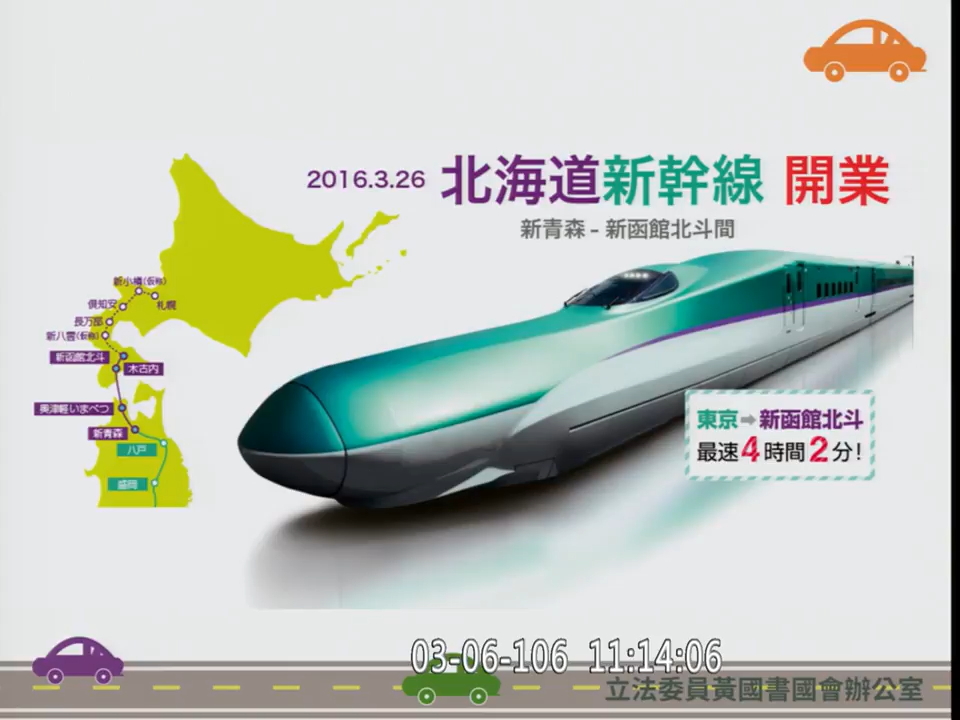 2016.3.26 北海道新幹線 開業
新青森 - 新函館北斗間
新小樽(仮称)
札幌
倶知安
長万部
新八雲(仮称)
新函館北斗
木古内
奥津軽いまべつ
新青森
八戸
盛岡
東京➡新函館北斗
最速4時間2分!
03-06-106 11:14:06
立法委員黃國書國會辦公室